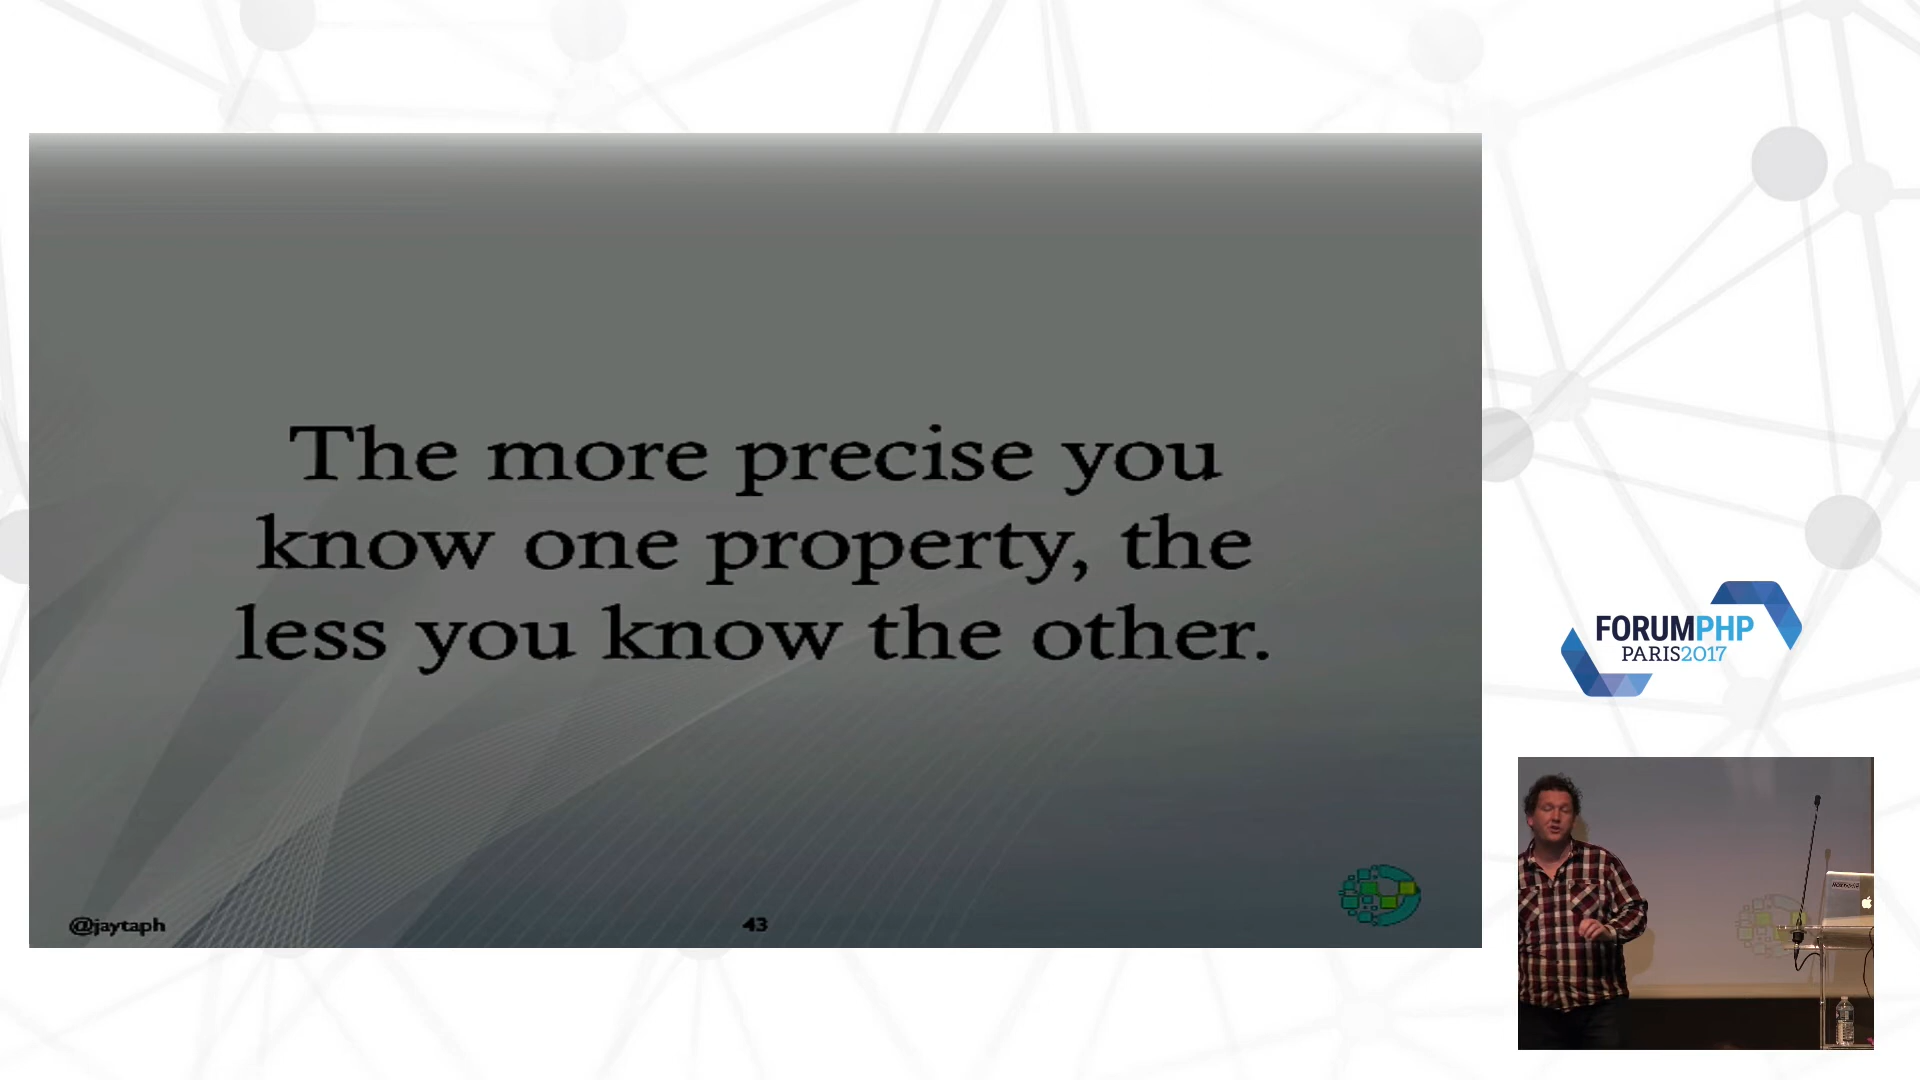 The more precise you
know one property, the
less you know the other.
@jaytaph
43
FORUMPHP
PARIS2017